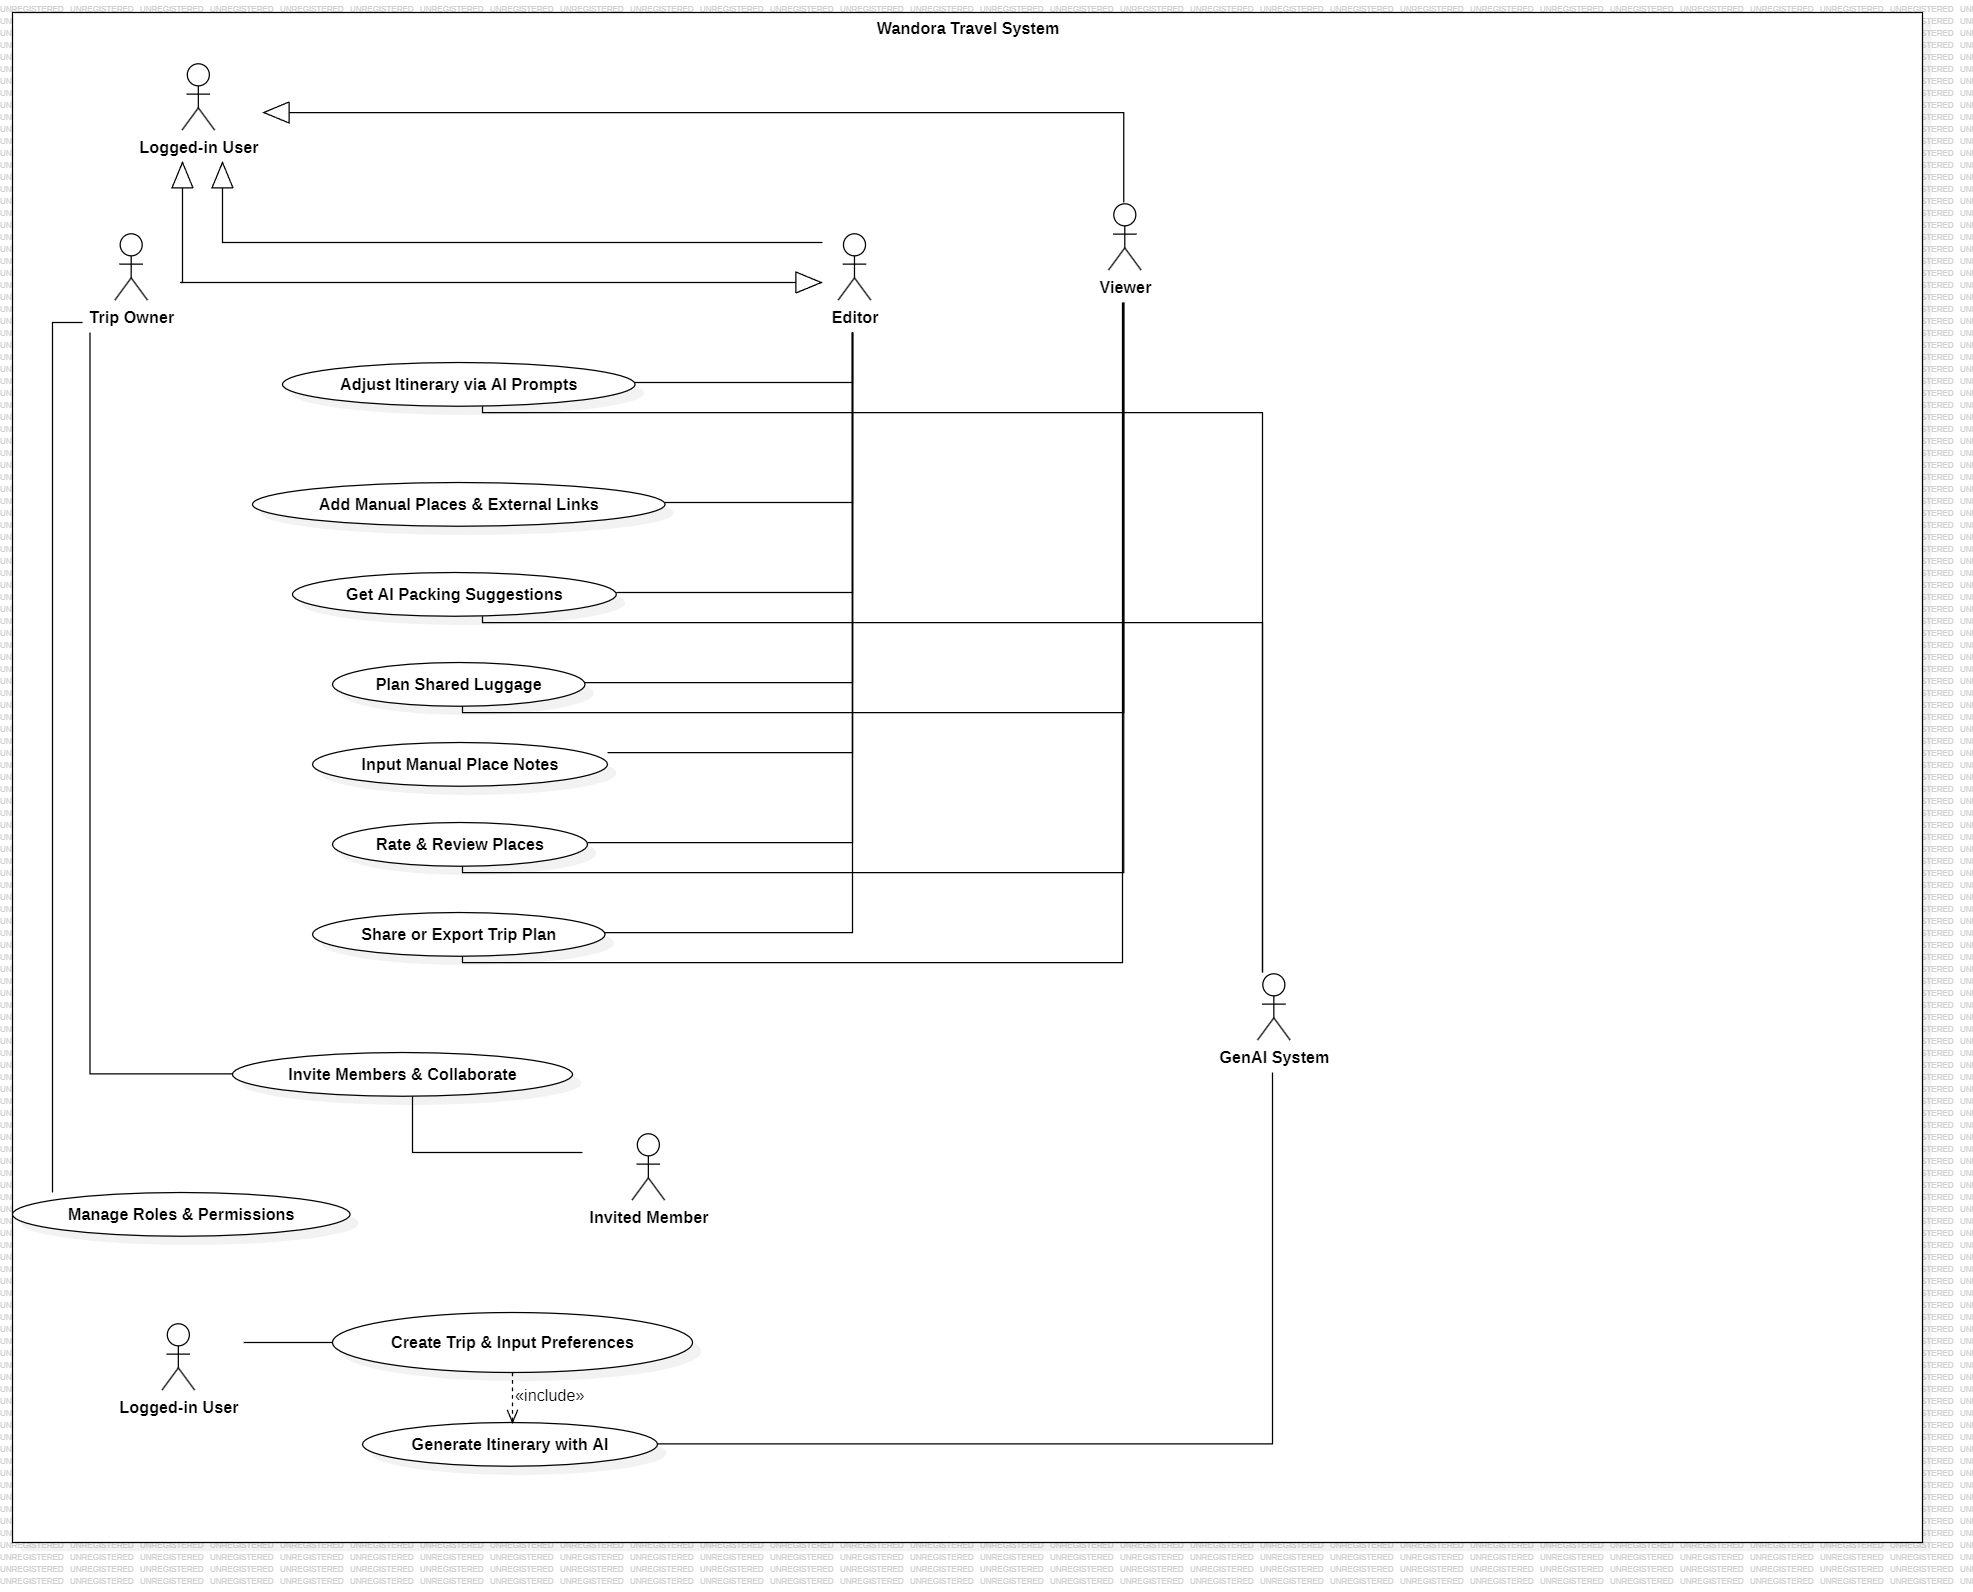 Wandora Travel System
Logged-in User
Viewer
Trip Owner
Editor
Adjust Itinerary via AI Prompts
Add Manual Places & External Links
Get AI Packing Suggestions
Plan Shared Luggage
Input Manual Place Notes
Rate & Review Places
Share or Export Trip Plan
GenAI System
Invite Members & Collaborate
Manage Roles & Permissions
Invited Member
Create Trip & Input Preferences
«include»
Logged-in User
Generate Itinerary with AI
UNREGISTERED